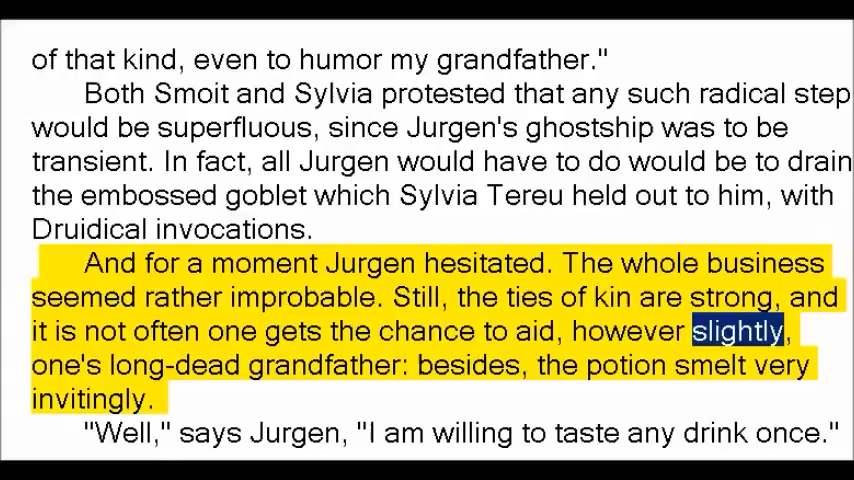 of that kind, even to humor my grandfather."
Both Smoit and Sylvia protested that any such radical step
would be superfluous, since Jurgen's ghostship was to be
transient. In fact, all Jurgen would have to do would be to drain
the embossed goblet which Sylvia Tereu held out to him, with
Druidical invocations.
And for a moment Jurgen hesitated. The whole business
seemed rather improbable. Still, the ties of kin are strong, and
it is not often one gets the chance to aid, however slightly,
one's long-dead grandfather: besides, the potion smelt very
invitingly.
"Well," says Jurgen, "I am willing to taste any drink once."